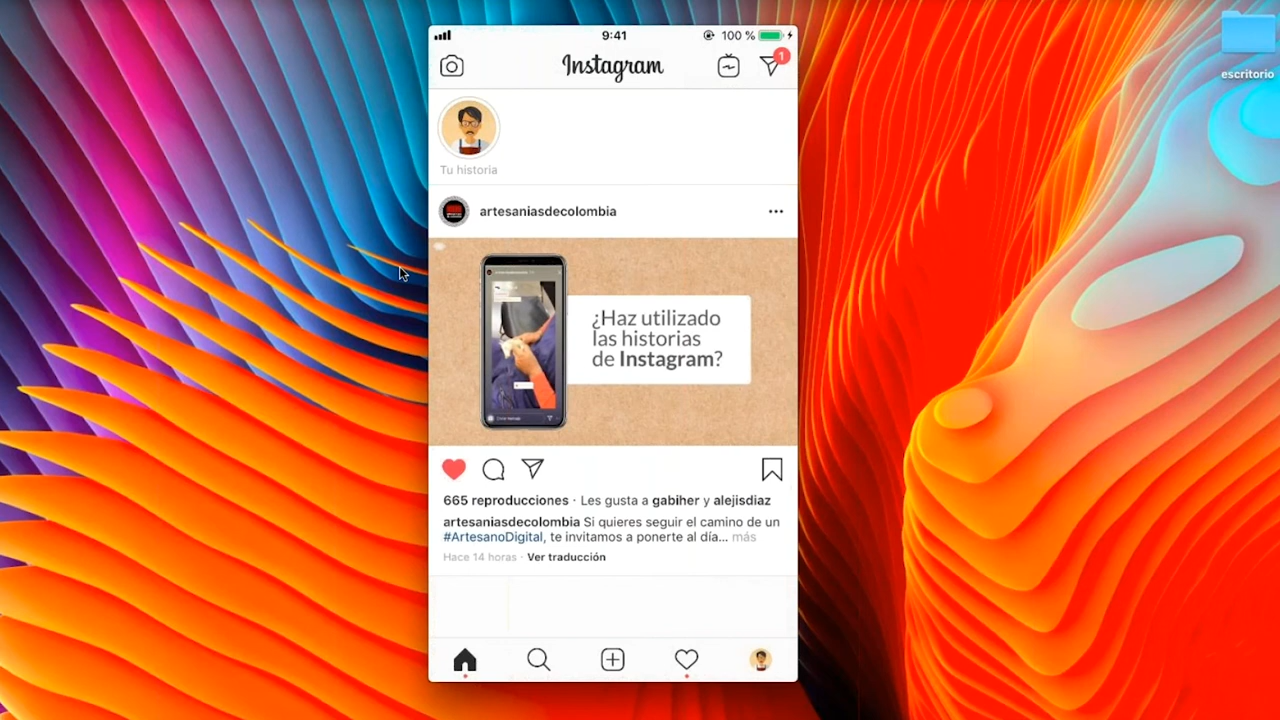 9:41
100 %
Instagram
1
escritorio
Tu historia
artesaniasdecolombia
¿Haz utilizado
las historias
de Instagram?
665 reproducciones · Les gusta a gabiher y alejisdiaz
artesaniasdecolombia Si quieres seguir el camino de un
#ArtesanoDigital, te invitamos a ponerte al día... más
Hace 14 horas · Ver traducción